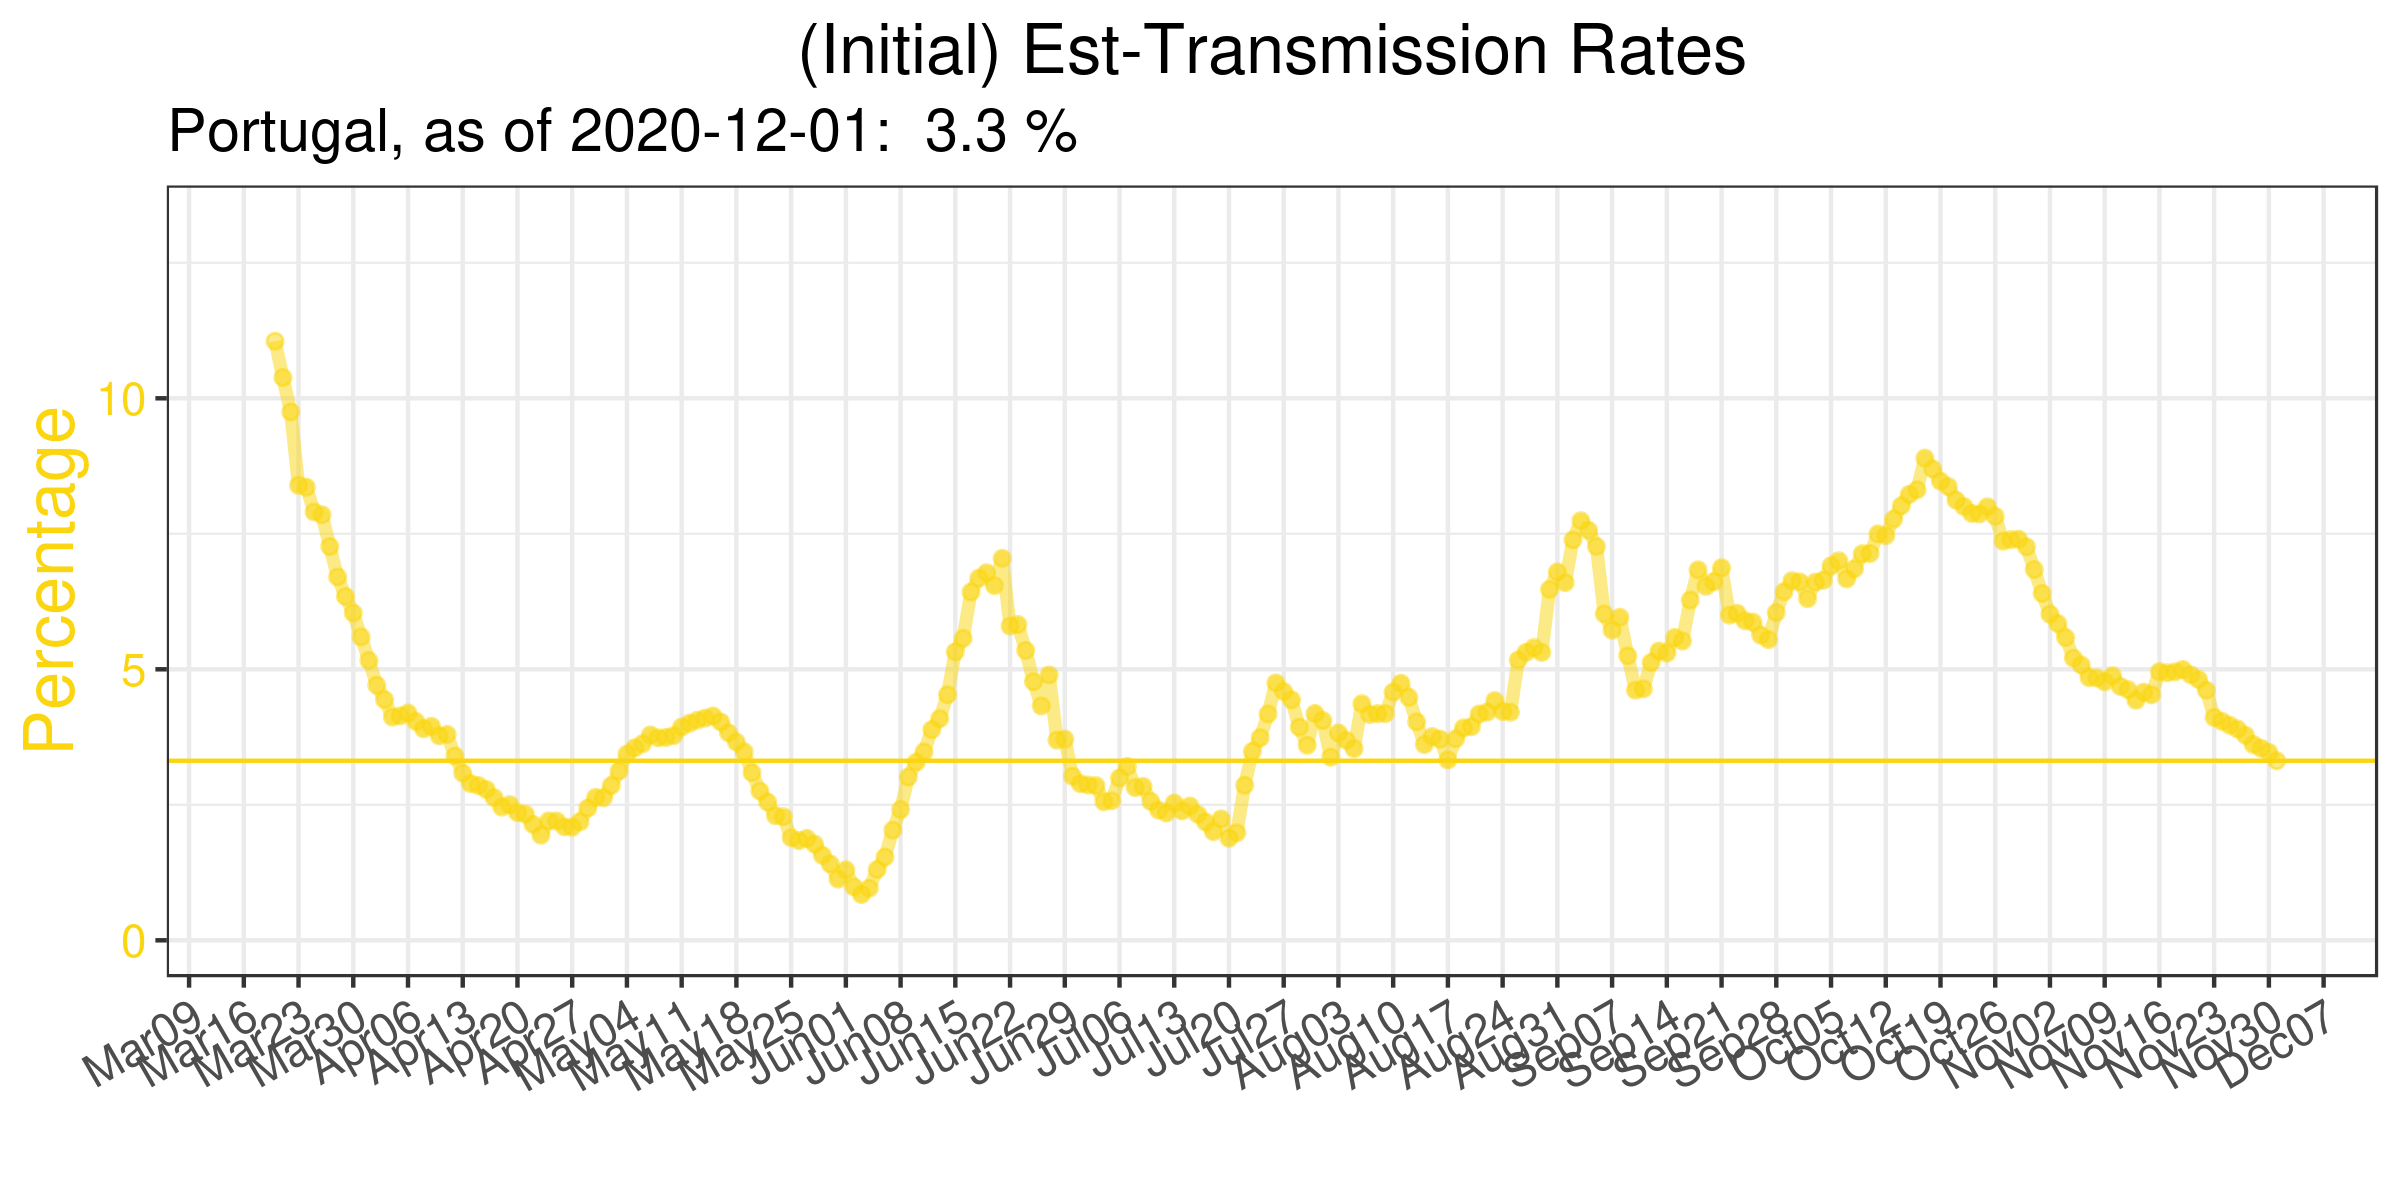 (Initial) Est-Transmission Rates
Portugal, as of 2020-12-01:  3.3 %
Percentage
10
5
0
Mar09
Mar16
Mar23
Mar30
Apr06
Apr13
Apr20
Apr27
May04
May11
May18
May25
Jun01
Jun08
Jun15
Jun22
Jun29
Jul06
Jul13
Jul20
Jul27
Aug03
Aug10
Aug17
Aug24
Aug31
Sep07
Sep14
Sep21
Sep28
Oct05
Oct12
Oct19
Oct26
Nov02
Nov09
Nov16
Nov23
Nov30
Dec07